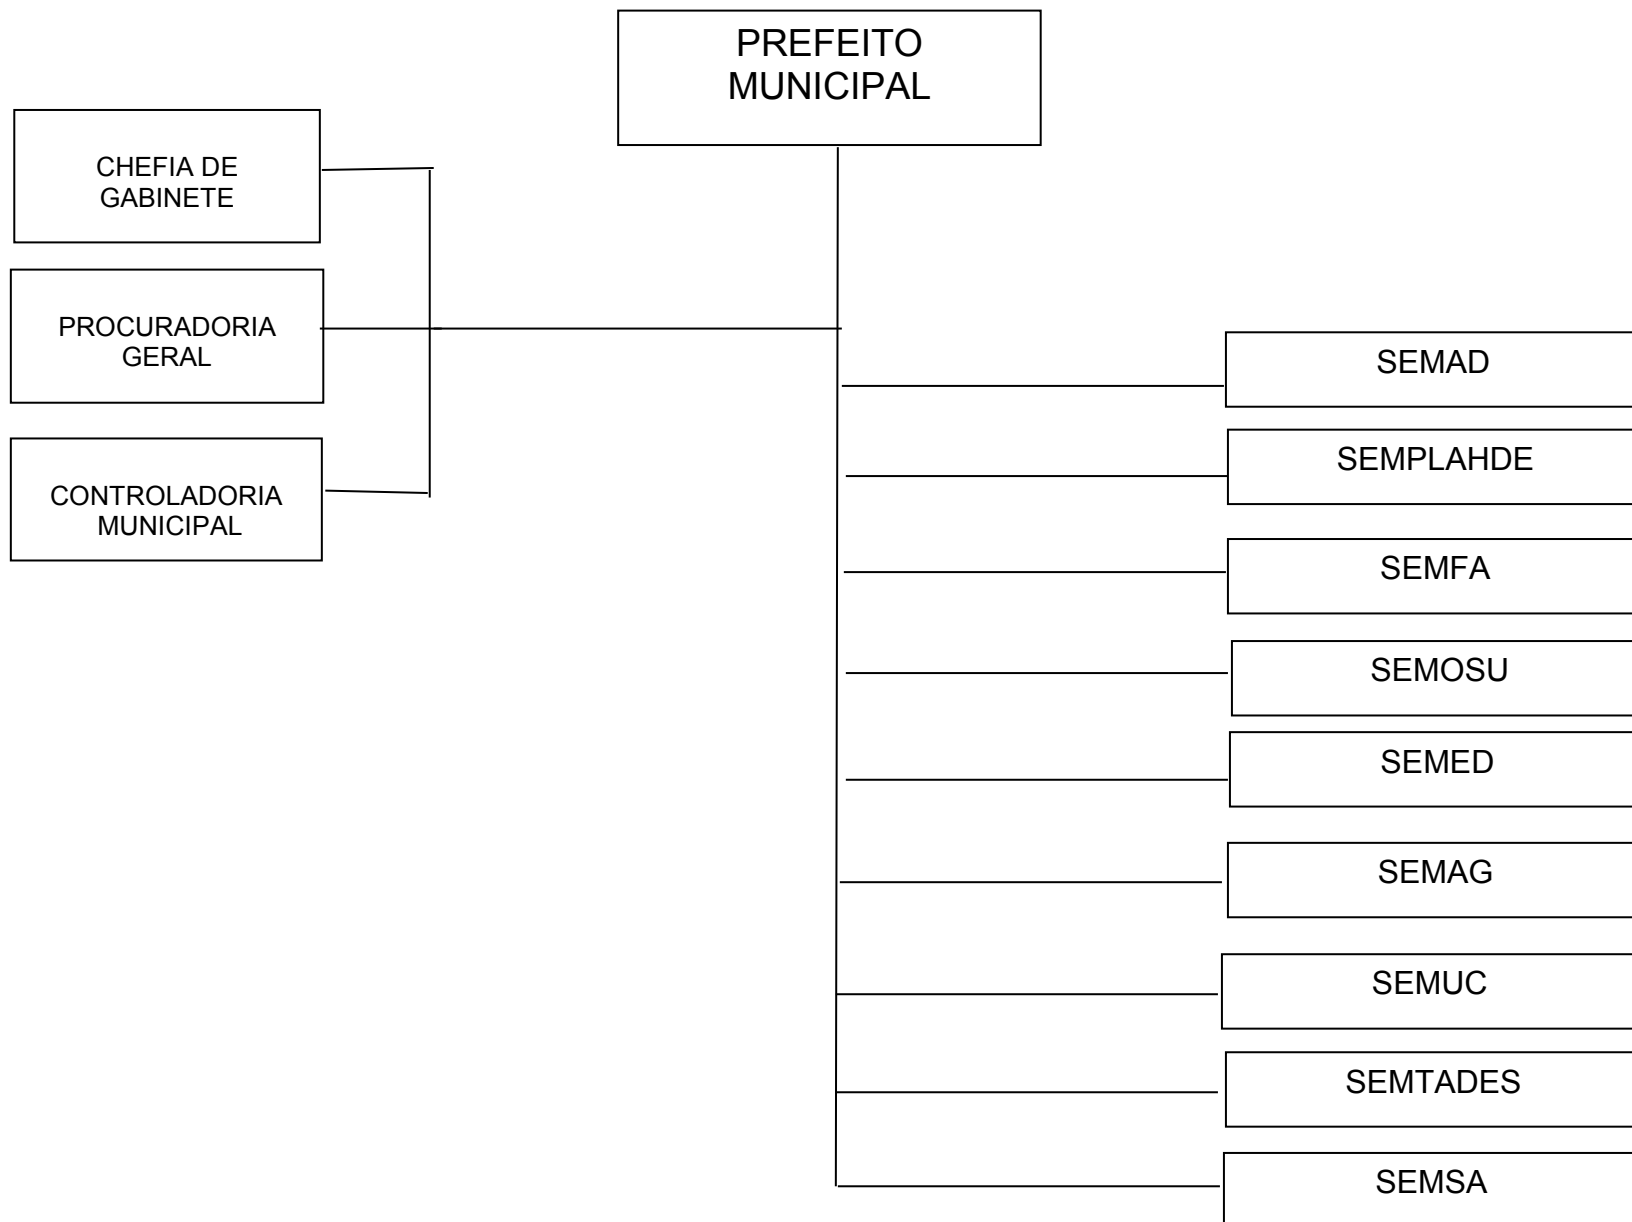 PREFEITO
MUNICIPAL
CHEFIA DE
GABINETE
PROCURADORIA
GERAL
CONTROLADORIA
MUNICIPAL
SEMAD
SEMPLAHDE
SEMFA
SEMOSU
SEMED
SEMAG
SEMUC
SEMTADES
SEMSA